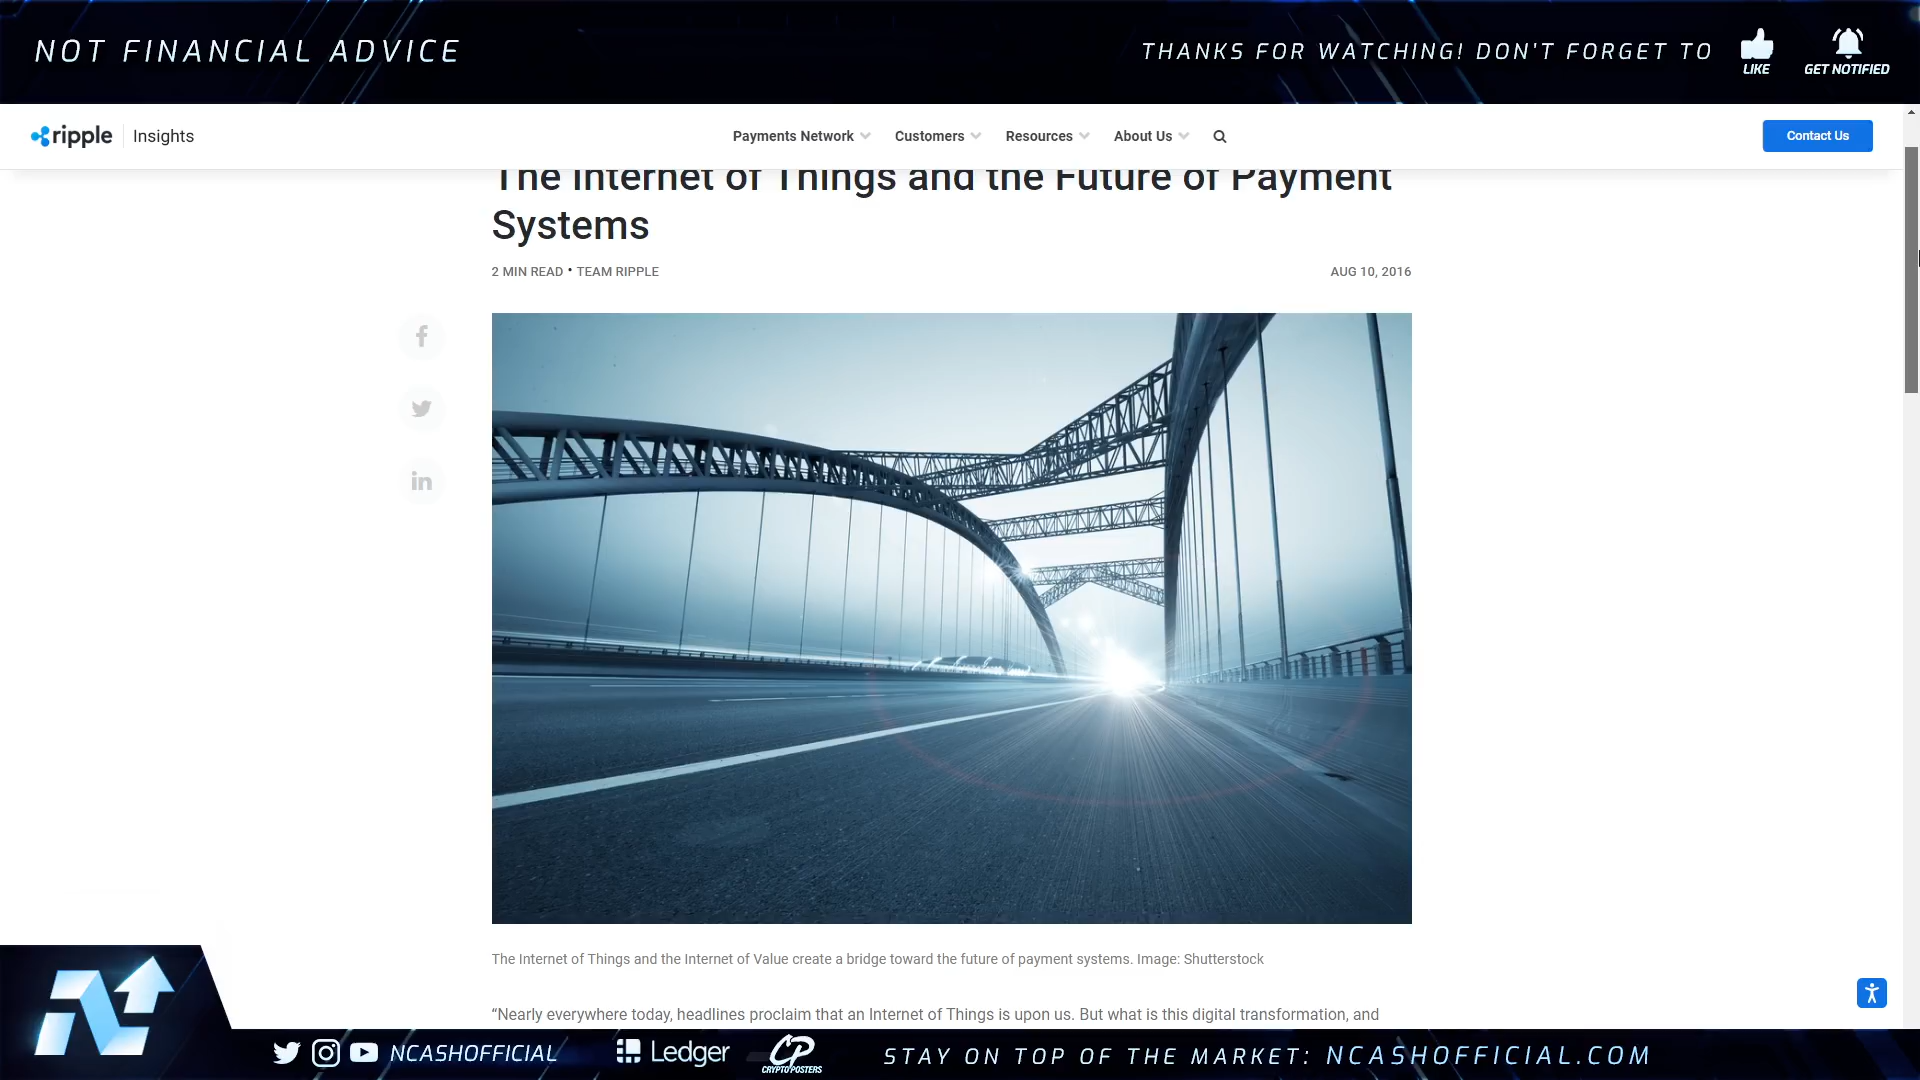 NOT FINANCIAL ADVICE
THANKS FOR WATCHING! DON'T FORGET TO
LIKE
GET NOTIFIED
ripple Insights
Payments Network
Customers
Resources
About Us
Contact Us
The Internet of Things and the Future of Payment
Systems
2 MIN READ • TEAM RIPPLE
AUG 10, 2016
The Internet of Things and the Internet of Value create a bridge toward the future of payment systems. Image: Shutterstock
“Nearly everywhere today, headlines proclaim that an Internet of Things is upon us. But what is this digital transformation, and
NCASHOFFICIAL
Ledger
CP
CRYPTO POSTERS
STAY ON TOP OF THE MARKET: NCASHOFFICIAL.COM